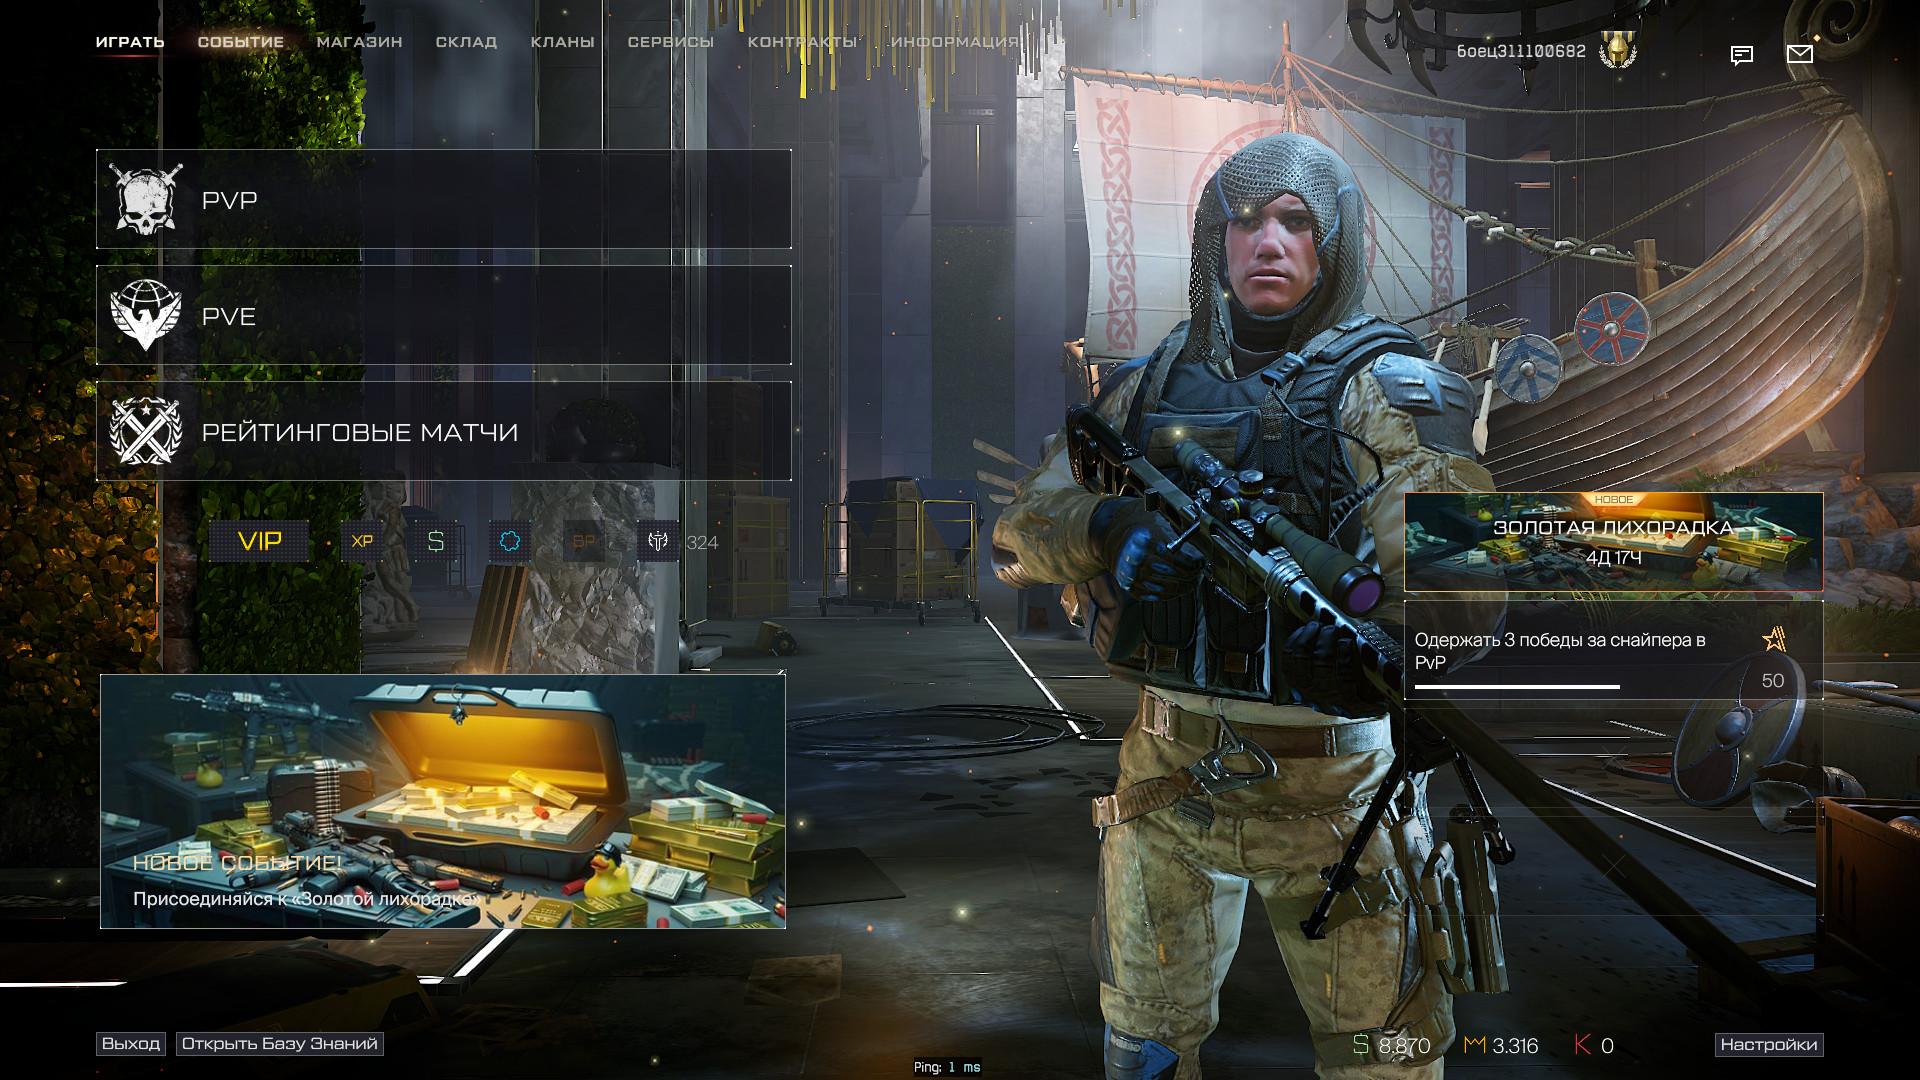 ИГРАТЬ СОБЫТИЕ МАГАЗИН СКЛАД КЛАНЫ СЕРВИСЫ КОНТРАКТЫ ИНФОРМАЦИЯ
Боец311100682
PVP
PVE
РЕЙТИНГОВЫЕ МАТЧИ
VIP XP $ BP 324
НОВОЕ
ЗОЛОТАЯ ЛИХОРАДКА
4Д 17Ч
Одержать 3 победы за снайпера в
PvP
50
НОВОЕ СОБЫТИЕ!
Присоединяйся к «Золотой лихорадке»
Выход Открыть Базу Знаний
$ 8.870 M 3.316 K 0
Настройки
Ping: 1 ms